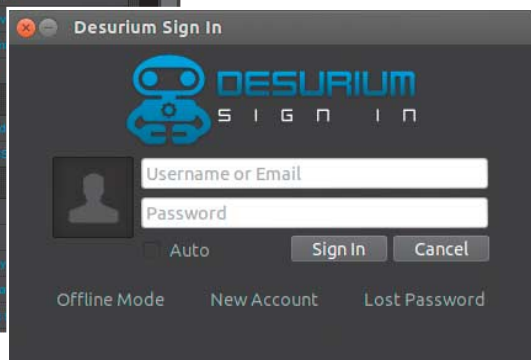 Desurium Sign In
DESURIUM
SIGN IN
Username or Email
Password
Auto
Sign In
Cancel
Offline Mode
New Account
Lost Password